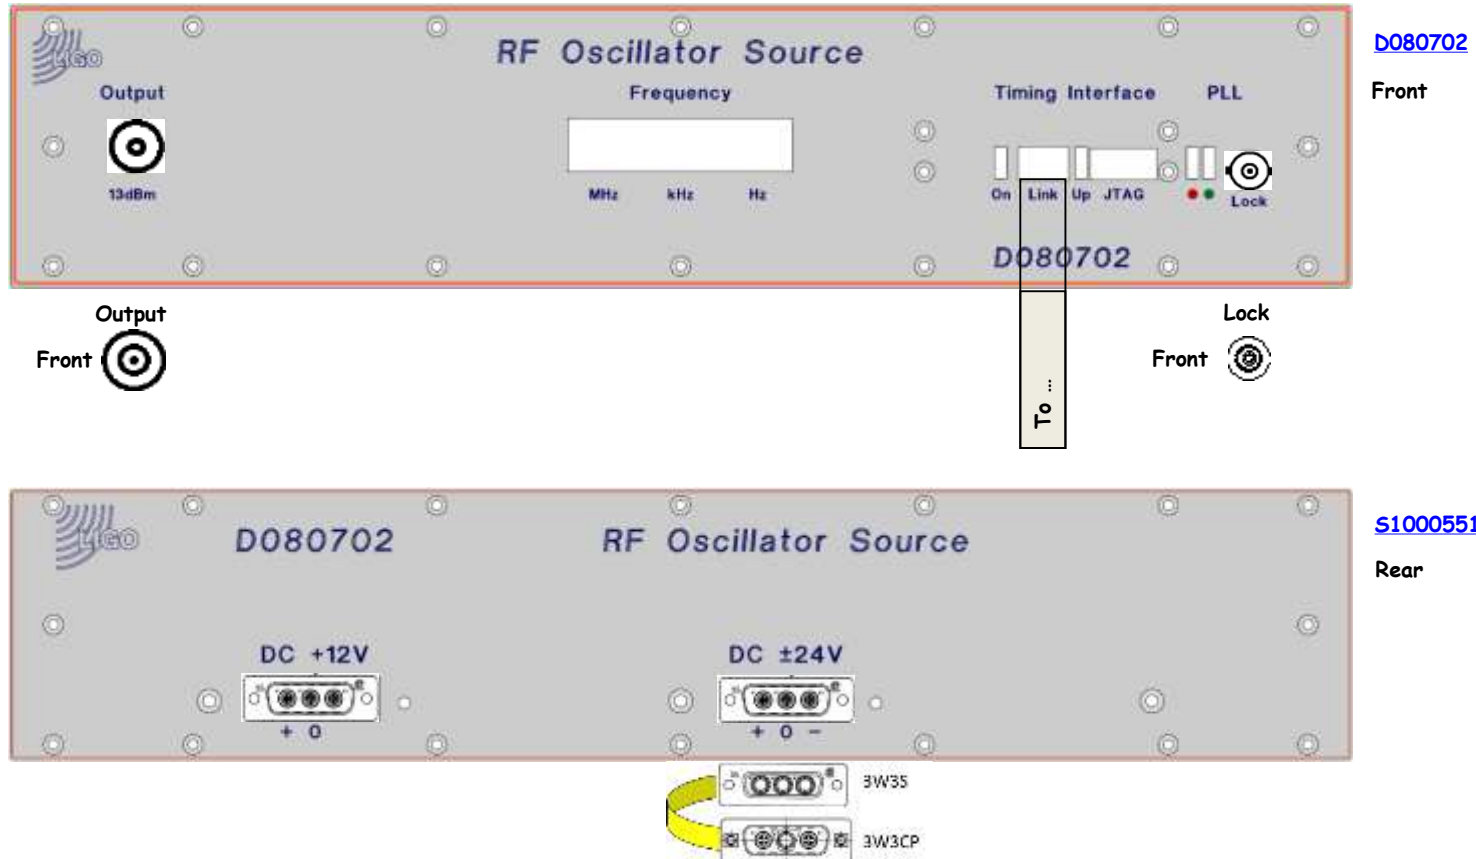 LIGO
RF Oscillator Source
D080702
Output
Frequency
Timing Interface
PLL
Front
13dBm
MHz
kHz
Hz
On
Link
Up
JTAG
Lock
D080702
Output
Front
Lock
Front
To ...
LIGO
D080702
RF Oscillator Source
S1000551
Rear
DC +12V
DC ±24V
+ 0
+ 0 -
3W3S
3W3CP